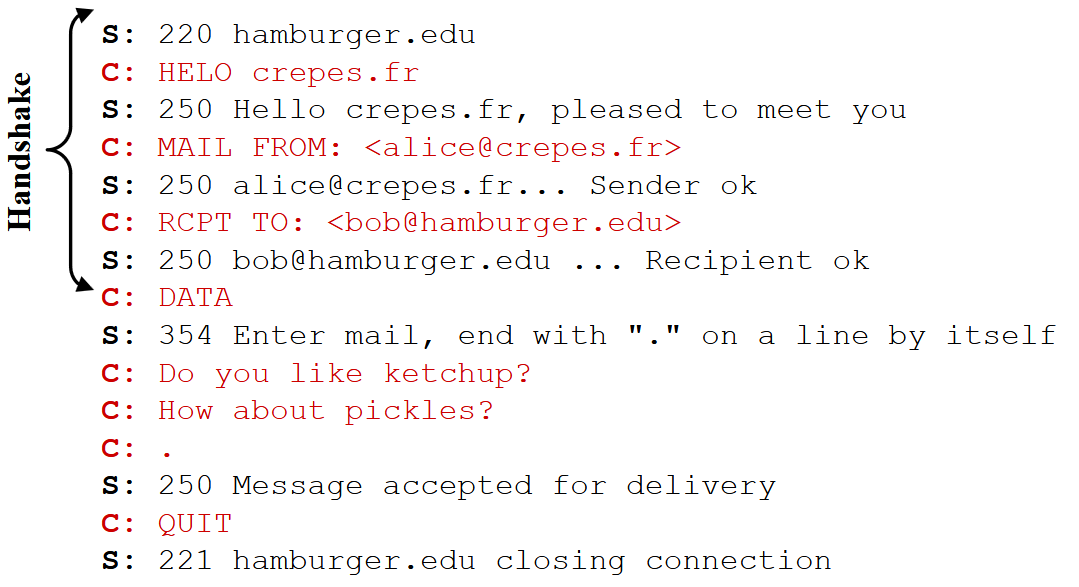 Handshake
S: 220 hamburger.edu
C: HELO crepes.fr
S: 250 Hello crepes.fr, pleased to meet you
C: MAIL FROM: <alice@crepes.fr>
S: 250 alice@crepes.fr... Sender ok
C: RCPT TO: <bob@hamburger.edu>
S: 250 bob@hamburger.edu ... Recipient ok
C: DATA
S: 354 Enter mail, end with "." on a line by itself
C: Do you like ketchup?
C: How about pickles?
C: .
S: 250 Message accepted for delivery
C: QUIT
S: 221 hamburger.edu closing connection